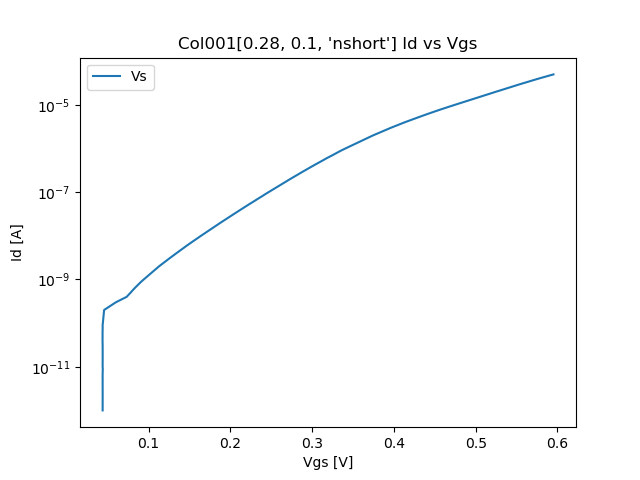 Col001[0.28, 0.1, 'nshort'] Id vs Vgs
Vs
10⁻⁵
10⁻⁷
10⁻⁹
10⁻¹¹
Id [A]
0.1 0.2 0.3 0.4 0.5 0.6
Vgs [V]